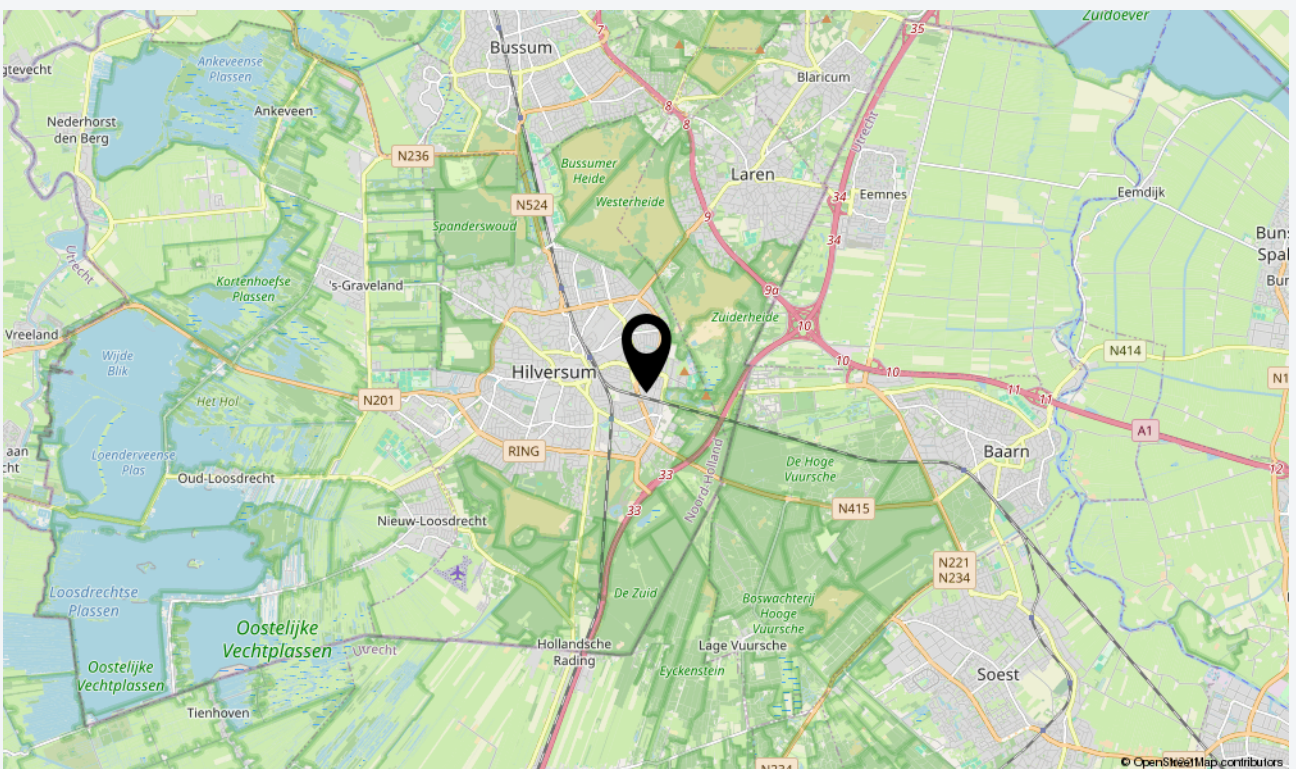 Zuidoever
35
7
Bussum
gtevecht
Ankeveense
Plassen
Blaricum
Ankeveen
8
8
Nederhorst
den Berg
Utrecht
N236
Bussumer
Heide
Laren
34
Eemnes
Eemdijk
N524
Westerheide
9
Spanderswoud
34
Bun
Spa
Utrecht
Kortenhoefse
Plassen
's-Graveland
Bu
9a
Zuiderheide
10
Vreeland
Wijde
Blik
N414
10
10
Hilversum
N1
11
11
N201
Het Hol
A1
RING
aan
cht
Loenderveense
Plas
Baarn
De Hoge
Vuursche
12
Oud-Loosdrecht
33
Noord-Holland
33
N415
Nieuw-Loosdrecht
N221
N234
Loosdrechtse
Plassen
De Zuid
Boswachterij
Hooge
Vuursche
Oostelijke
Vechtplassen
Utrecht
Hollandsche
Rading
Lage Vuursche
Oostelijke
Vechtplassen
Eyckenstein
Soest
Tienhoven
N234
© OpenStreetMap contributors